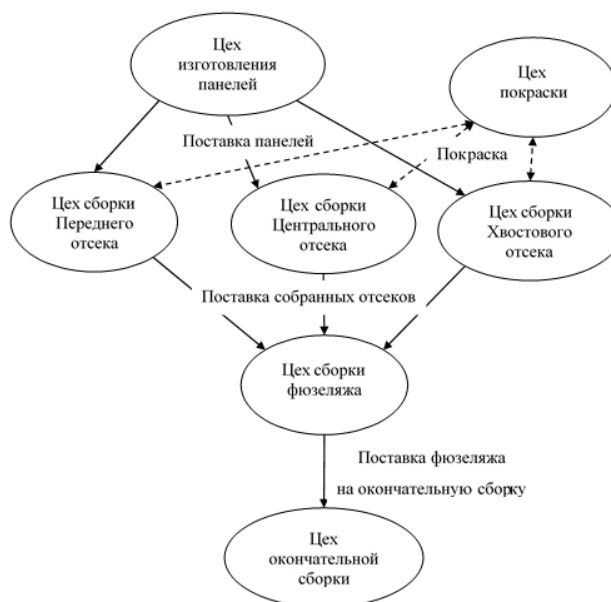 Цех
изготовления
панелей
Цех
покраски
Поставка панелей
Покраска
Цех сборки
Переднего
отсека
Цех сборки
Центрального
отсека
Цех сборки
Хвостового
отсека
Поставка собранных отсеков
Цех сборки
фюзеляжа
Поставка фюзеляжа
на окончательную сборку
Цех
окончательной
сборки